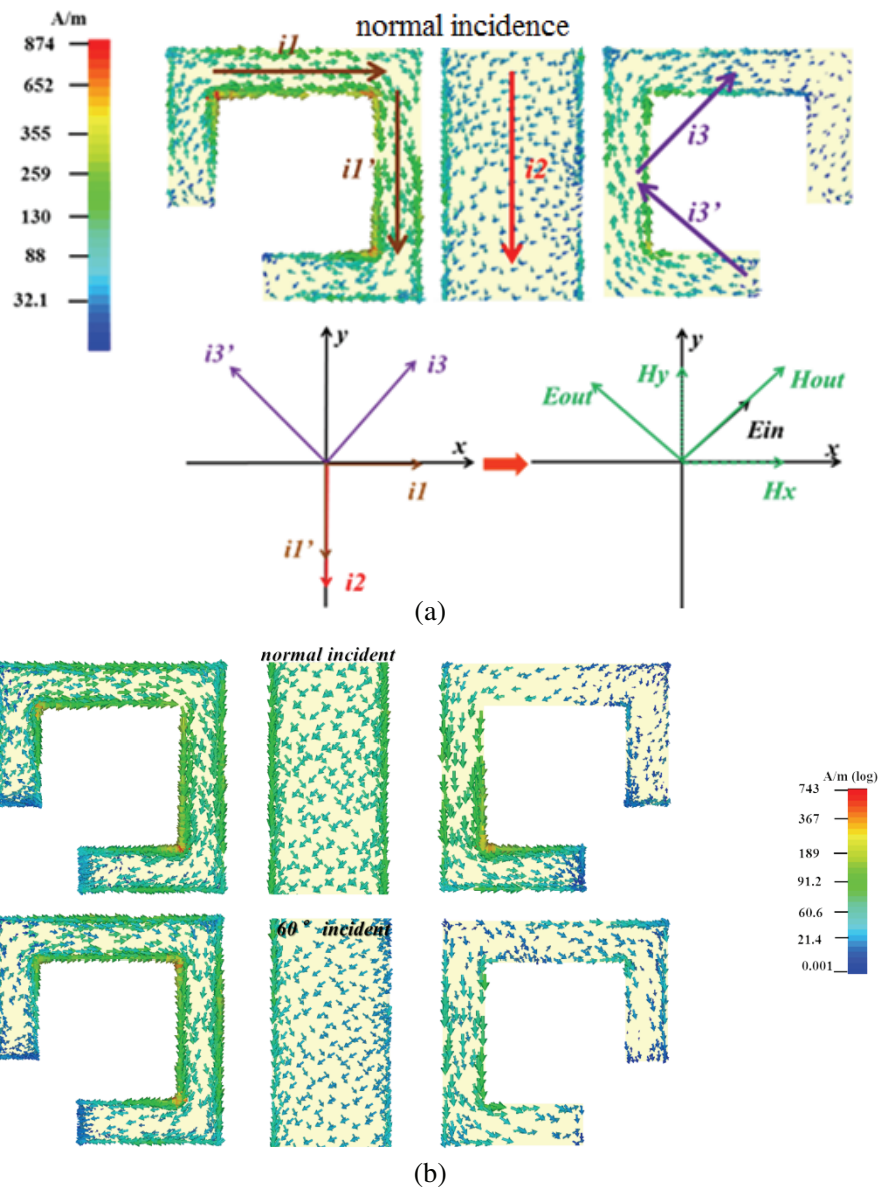 A/m
874
652
355
259
130
88
32.1
normal incidence
i1
i1’
i2
i3
i3’
y
i3’
i3
x
i1
i1’
i2
y
Hy
Eout
Hout
Ein
x
Hx
(a)
normal incident
60° incident
A/m (log)
743
367
189
91.2
60.6
21.4
0.001
(b)